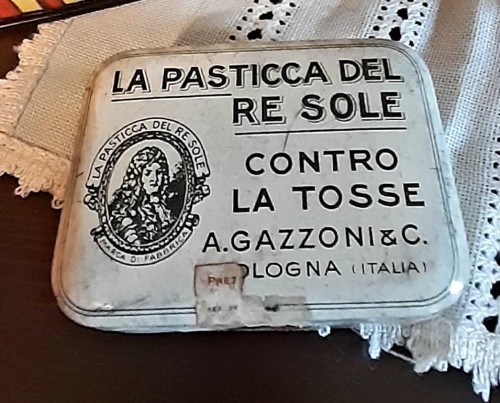 LA PASTICCA DEL
RE SOLE
LA PASTICCA DEL RE SOLE
MARCA DI FABBRICA
CONTRO
LA TOSSE
A. GAZZONI & C.
OLOGNA (ITALIA)